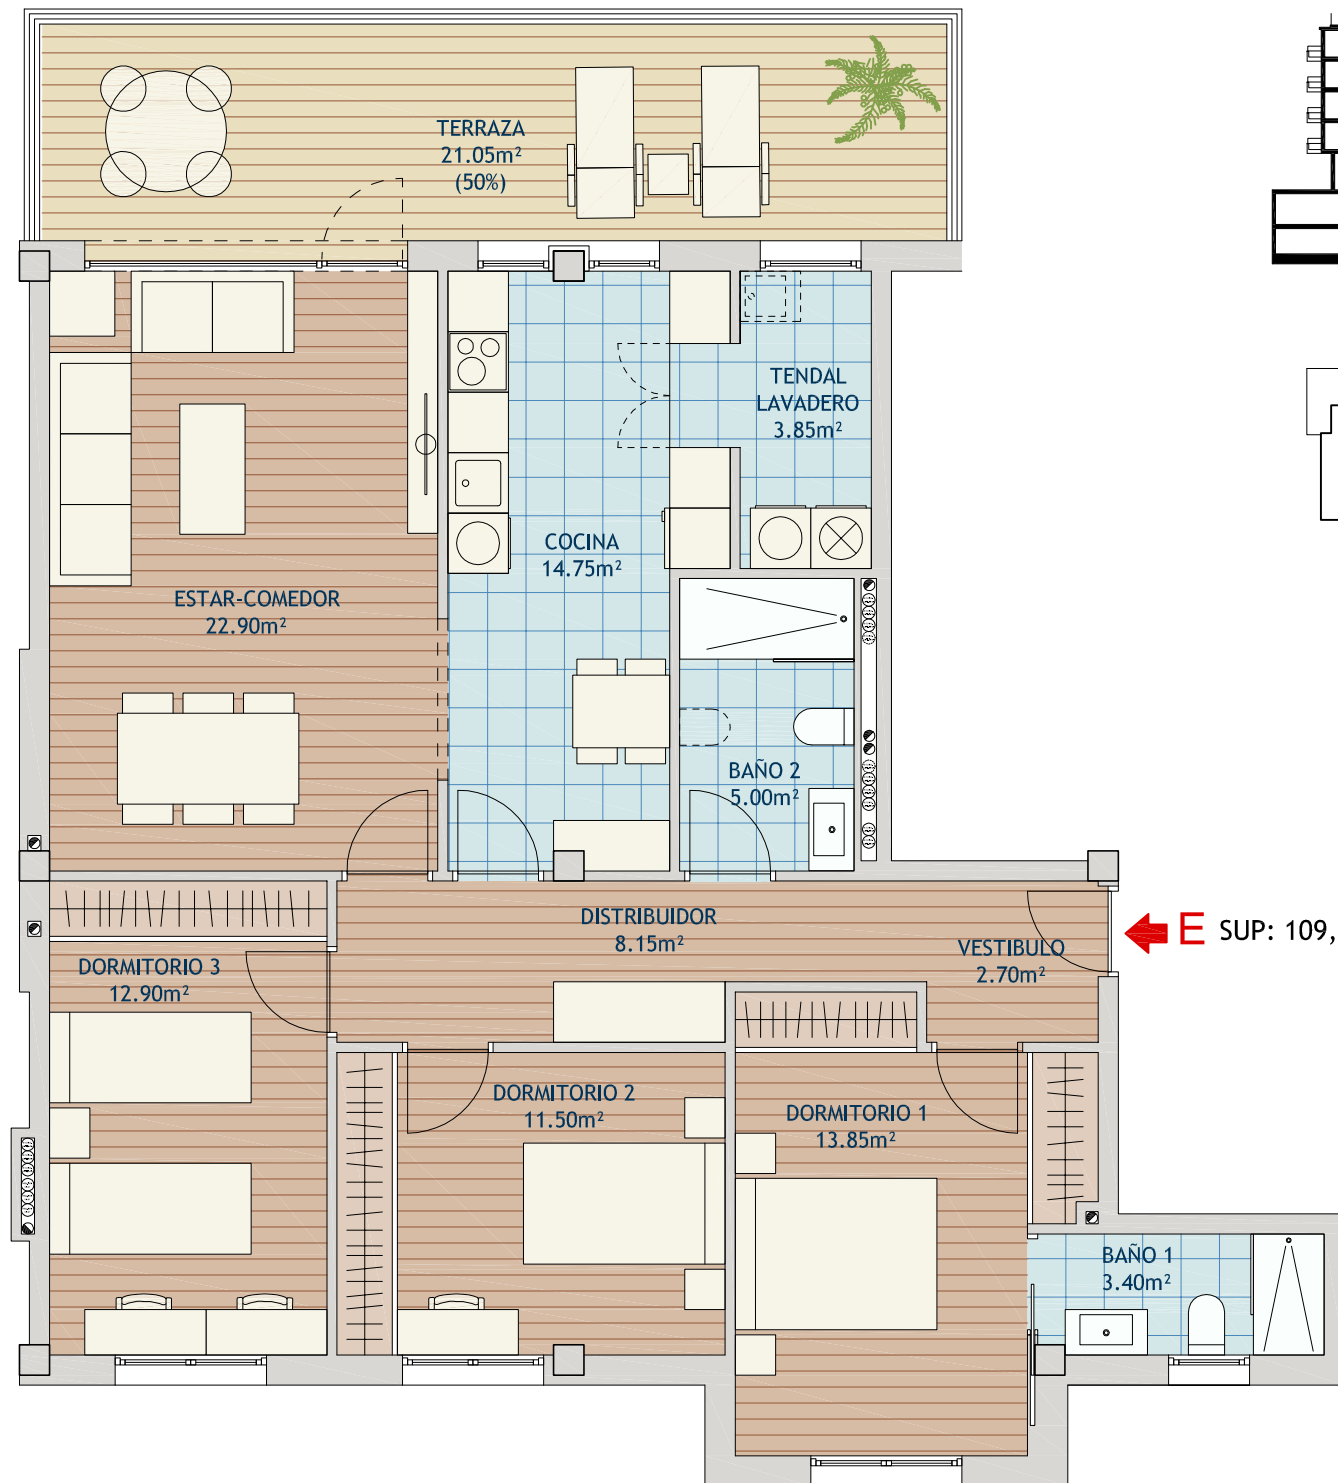 TERRAZA
21.05m²
(50%)
TENDAL
LAVADERO
3.85m²
COCINA
14.75m²
ESTAR-COMEDOR
22.90m²
BAÑO 2
5.00m²
DISTRIBUIDOR
8.15m²
VESTIBULO
2.70m²
E SUP: 109,
DORMITORIO 3
12.90m²
DORMITORIO 2
11.50m²
DORMITORIO 1
13.85m²
BAÑO 1
3.40m²